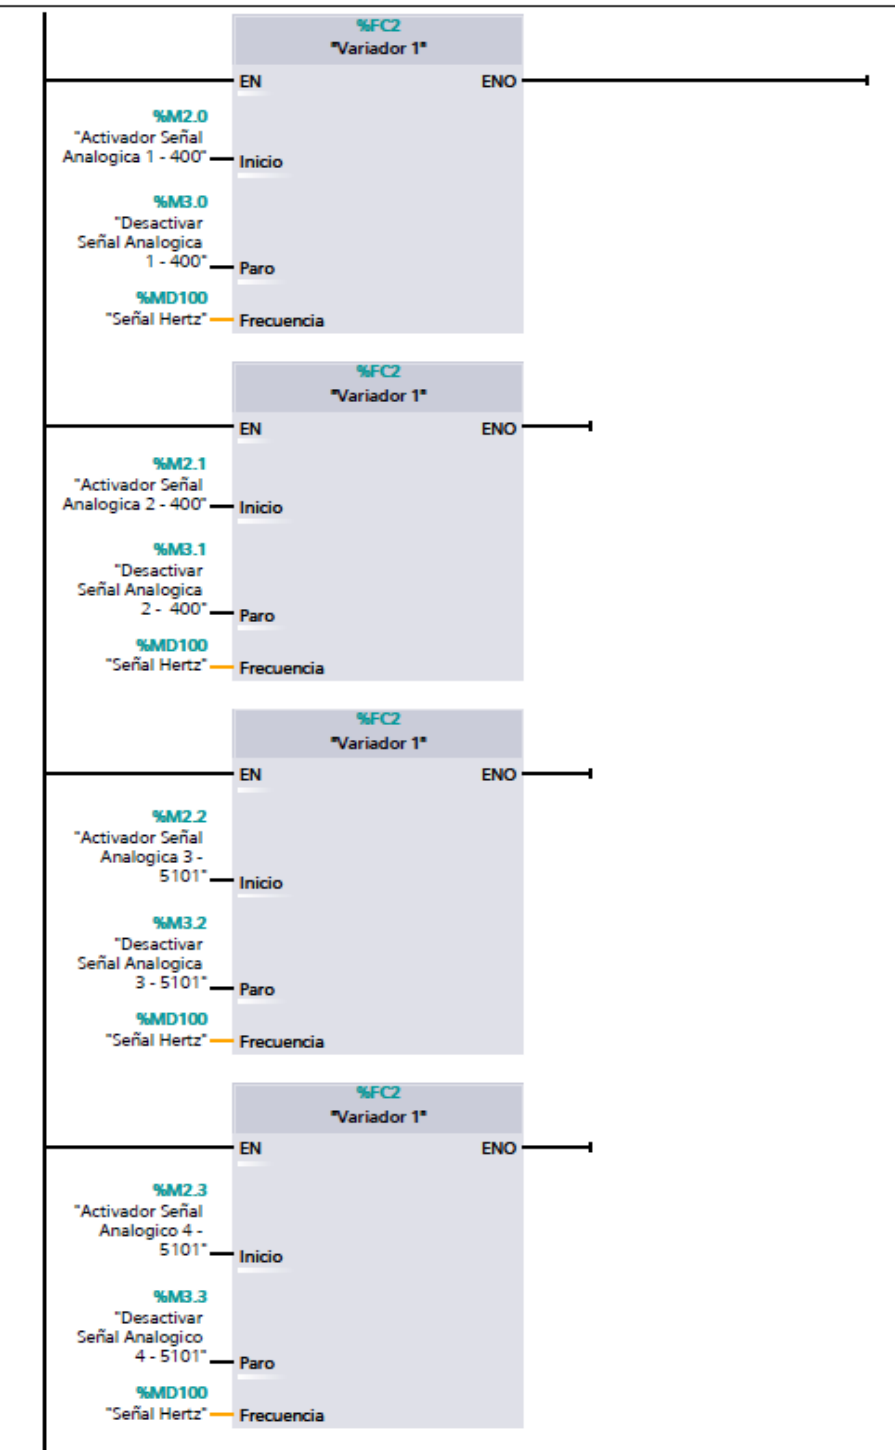 %FC2
"Variador 1"
EN ENO
%M2.0
"Activador Señal
Analogica 1 - 400"
Inicio
%M3.0
"Desactivar
Señal Analogica
1 - 400"
Paro
%MD100
"Señal Hertz"
Frecuencia
%FC2
"Variador 1"
EN ENO
%M2.1
"Activador Señal
Analogica 2 - 400"
Inicio
%M3.1
"Desactivar
Señal Analogica
2 - 400"
Paro
%MD100
"Señal Hertz"
Frecuencia
%FC2
"Variador 1"
EN ENO
%M2.2
"Activador Señal
Analogica 3 -
5101"
Inicio
%M3.2
"Desactivar
Señal Analogica
3 - 5101"
Paro
%MD100
"Señal Hertz"
Frecuencia
%FC2
"Variador 1"
EN ENO
%M2.3
"Activador Señal
Analogico 4 -
5101"
Inicio
%M3.3
"Desactivar
Señal Analogico
4 - 5101"
Paro
%MD100
"Señal Hertz"
Frecuencia